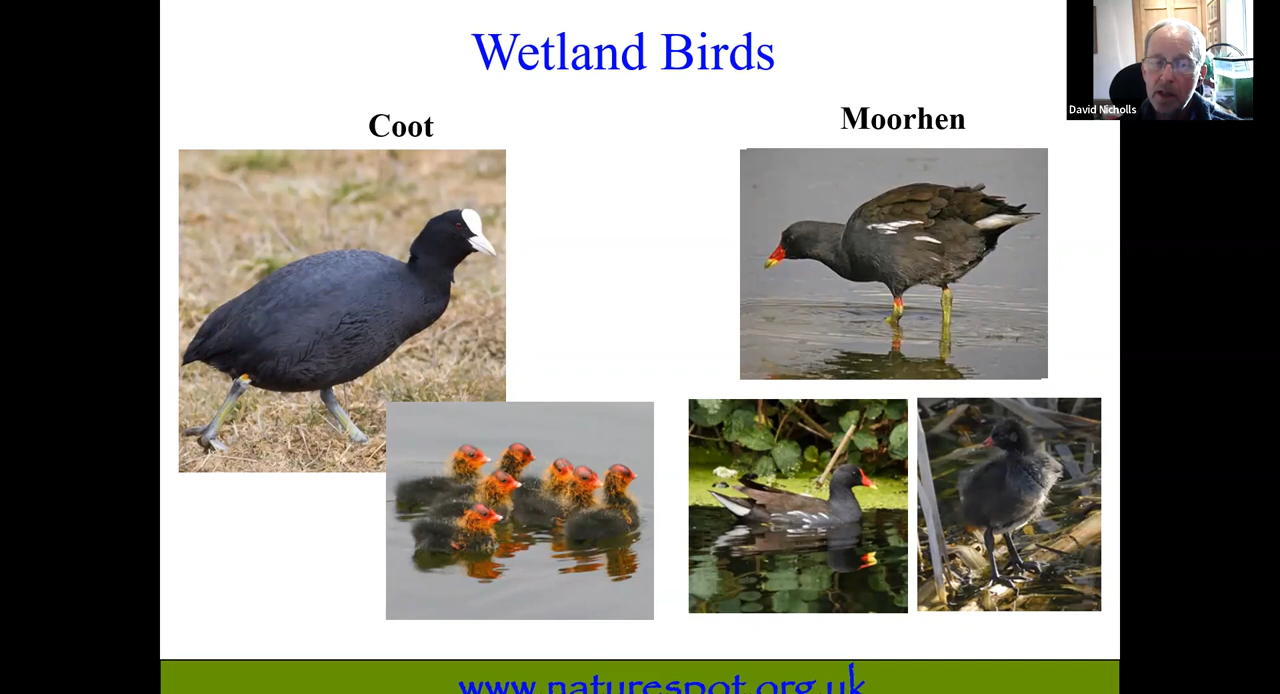 Wetland Birds
Coot
Moorhen
David Nicholls
www.naturespot.org.uk